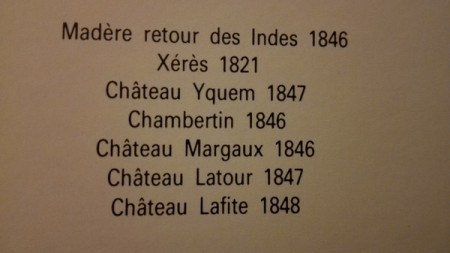 Madère retour des Indes 1846
Xérès 1821
Château Yquem 1847
Chambertin 1846
Château Margaux 1846
Château Latour 1847
Château Lafite 1848